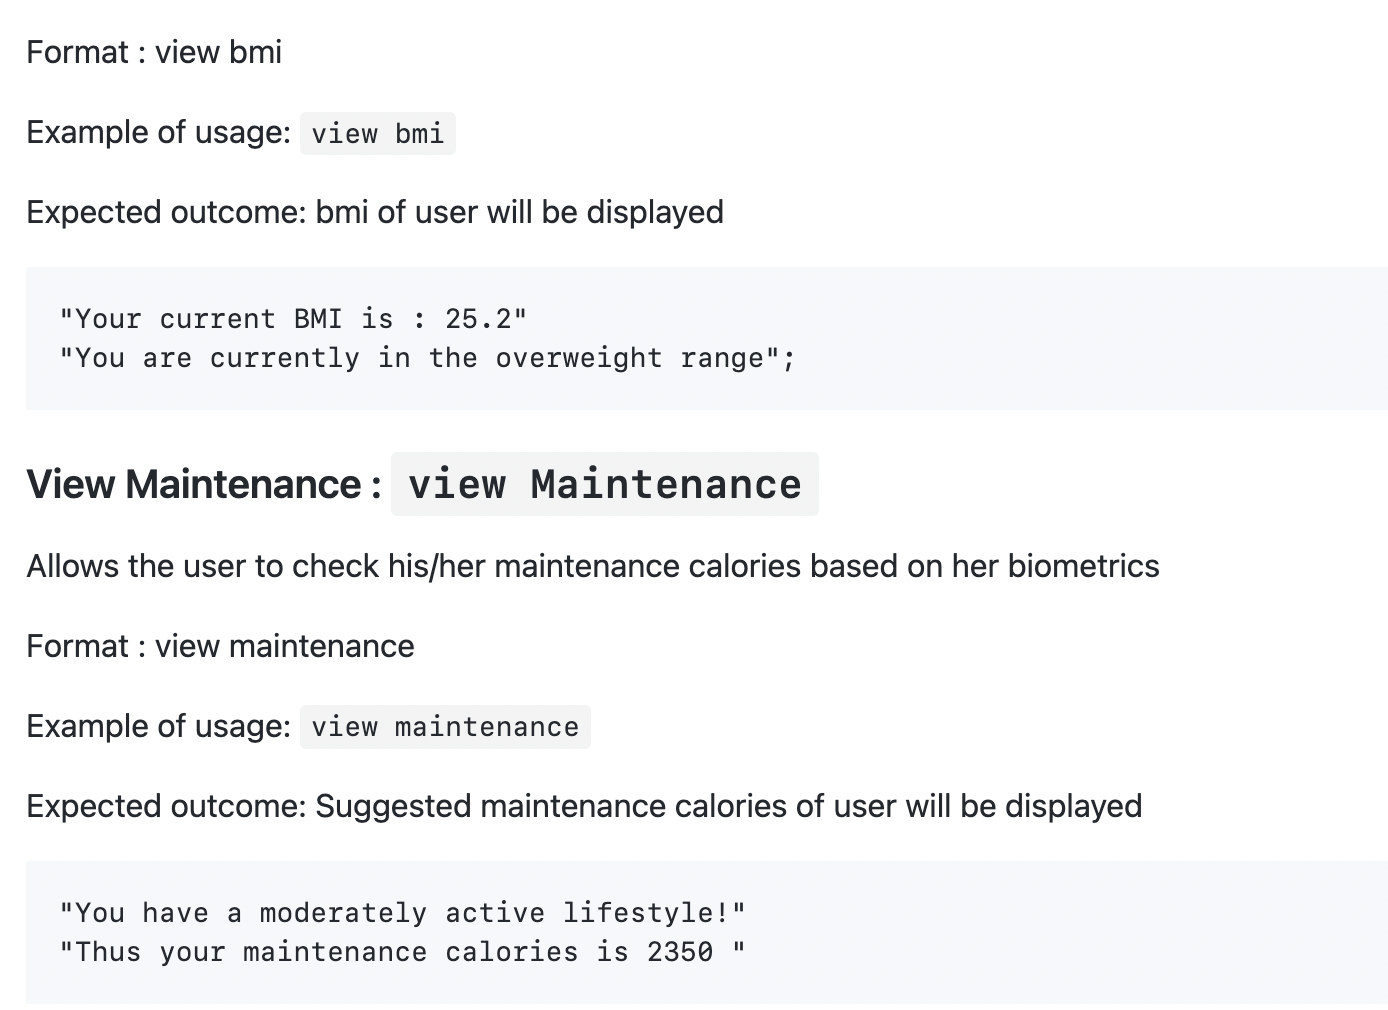 Format : view bmi
Example of usage: view bmi
Expected outcome: bmi of user will be displayed
"Your current BMI is : 25.2"
"You are currently in the overweight range";
View Maintenance : view Maintenance
Allows the user to check his/her maintenance calories based on her biometrics
Format : view maintenance
Example of usage: view maintenance
Expected outcome: Suggested maintenance calories of user will be displayed
"You have a moderately active lifestyle!"
"Thus your maintenance calories is 2350 "